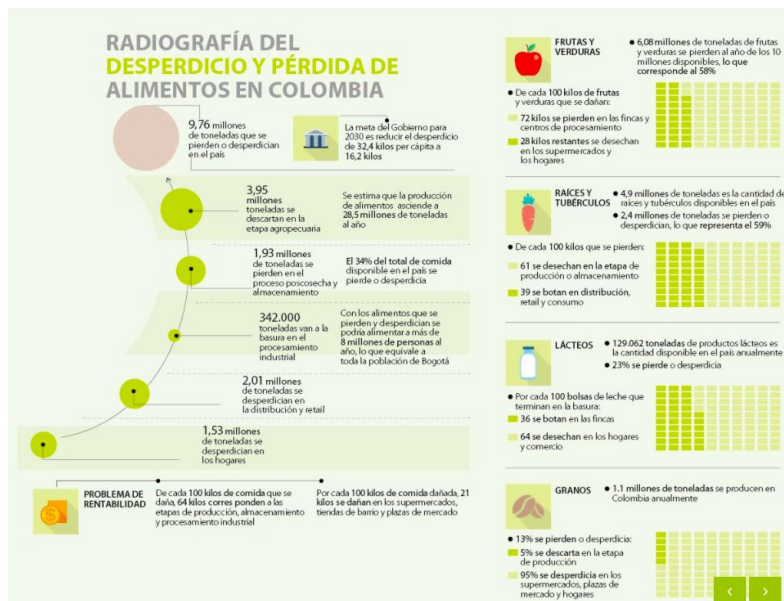 RADIOGRAFÍA DEL
DESPERDICIO Y PÉRDIDA DE
ALIMENTOS EN COLOMBIA
9,76 millones
de toneladas que se
pierden o desperdician
en el país
La meta del Gobierno para
2030 es reducir el desperdicio
de 32,4 kilos per cápita a
16,2 kilos
3,95
millones
toneladas se
descartan en la
etapa agropecuaria
Se estima que la producción
de alimentos asciende a
28,5 millones de toneladas
al año
1,93 millones
de toneladas se
pierden en el
proceso poscosecha y
almacenamiento
El 34% del total de comida
disponible en el país se
pierde o desperdicia
342.000
toneladas van a la
basura en el
procesamiento
industrial
Con los alimentos que se
pierden y desperdician se
podría alimentar a más de
8 millones de personas al
año, lo que equivale a
toda la población de Bogotá
2,01 millones
de toneladas se
desperdician en
la distribución y retail
1,53 millones
de toneladas se
desperdician en
los hogares
PROBLEMA DE
RENTABILIDAD
De cada 100 kilos de comida que se
daña, 64 kilos corres ponden a las
etapas de producción, almacenamiento
y procesamiento industrial
Por cada 100 kilos de comida dañada, 21
kilos se dañan en los supermercados,
tiendas de barrio y plazas de mercado
FRUTAS Y
VERDURAS
• 6,08 millones de toneladas de frutas
y verduras se pierden al año de los 10
millones disponibles, lo que
corresponde al 58%
• De cada 100 kilos de frutas
y verduras que se dañan:
72 kilos se pierden en las fincas y
centros de procesamiento
28 kilos restantes se desechan
en los supermercados y
los hogares
RAÍCES Y
TUBÉRCULOS
• 4,9 millones de toneladas es la cantidad de
raíces y tubérculos disponibles en el país
• 2,4 millones de toneladas se pierden o
desperdician, lo que representa el 59%
• De cada 100 kilos que se pierden:
61 se desechan en la etapa de
producción o almacenamiento
39 se botan en distribución,
retail y consumo
LÁCTEOS
• 129.062 toneladas de productos lácteos es
la cantidad disponible en el país anualmente
• 23% se pierde o desperdicia
• Por cada 100 bolsas de leche que
terminan en la basura:
36 se botan en las fincas
64 se desechan en los hogares
y comercio
GRANOS
• 1.1 millones de toneladas se producen en
Colombia anualmente
• 13% se pierden o desperdicia:
5% se descarta en la etapa
de producción
95% se desperdicia en los
supermercados, plazas de
mercado y hogares